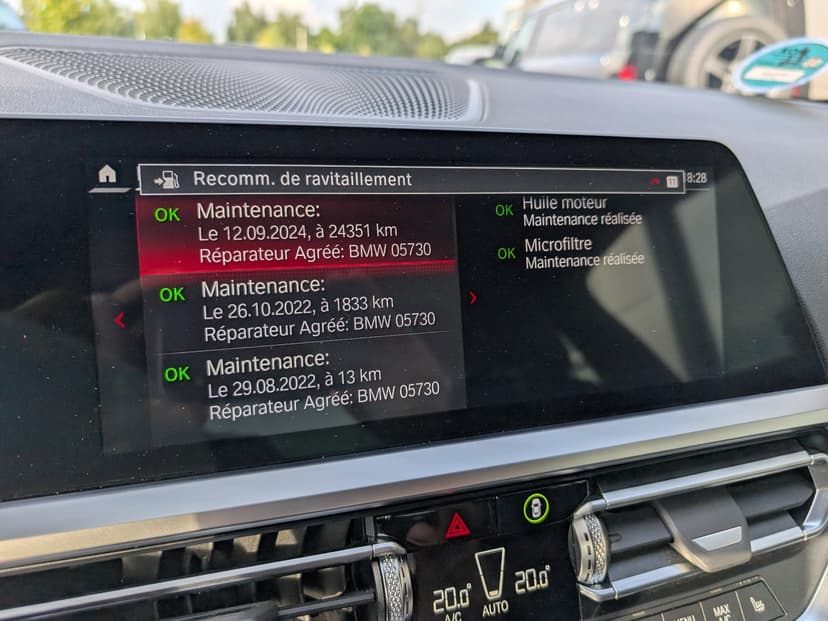 Recomm. de ravitaillement
11
8:28
OK Maintenance:
Le 12.09.2024, à 24351 km
Réparateur Agréé: BMW 05730
OK Maintenance:
Le 26.10.2022, à 1833 km
Réparateur Agréé: BMW 05730
OK Maintenance:
Le 29.08.2022, à 13 km
Réparateur Agréé: BMW 05730
OK Huile moteur
Maintenance réalisée
OK Microfiltre
Maintenance réalisée
20.0°
20.0°
A/C
AUTO
MENU
MAX
A/C